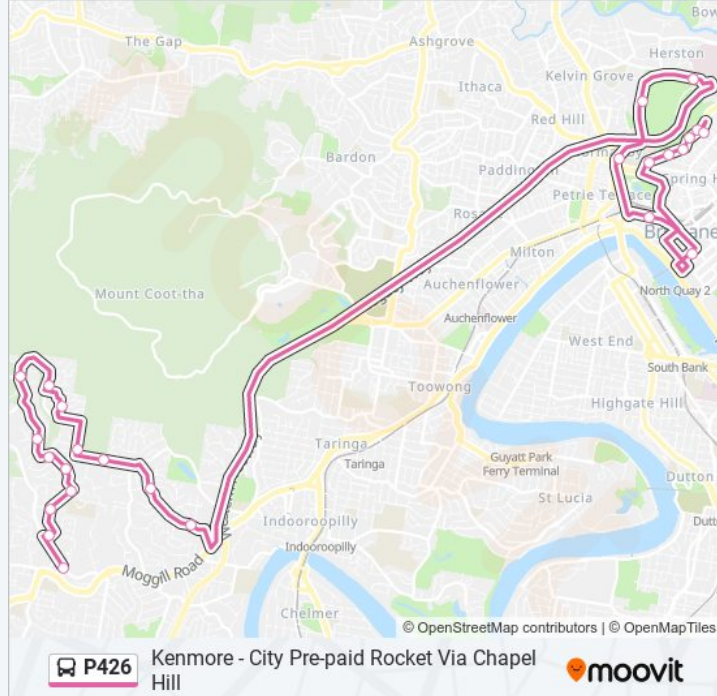 The Gap
Ashgrove
Herston
Bow
Kelvin Grove
Ithaca
Red Hill
Bardon
ormanby
Paddington
Spring H
Petrie Terrace
Rosa
Brisbane
Milton
Mount Coot-tha
Auchenflower
North Quay 2
Auchenflower
West End
South Bank
Toowong
Highgate Hill
Taringa
Taringa
Guyatt Park
Ferry Terminal
Dutton
St Lucia
Indooroopilly
Dutto
Indooroopilly
Moggill Road
Chelmer
© OpenStreetMap contributors | © OpenMapTiles
P426
Kenmore - City Pre-paid Rocket Via Chapel
Hill
moovit